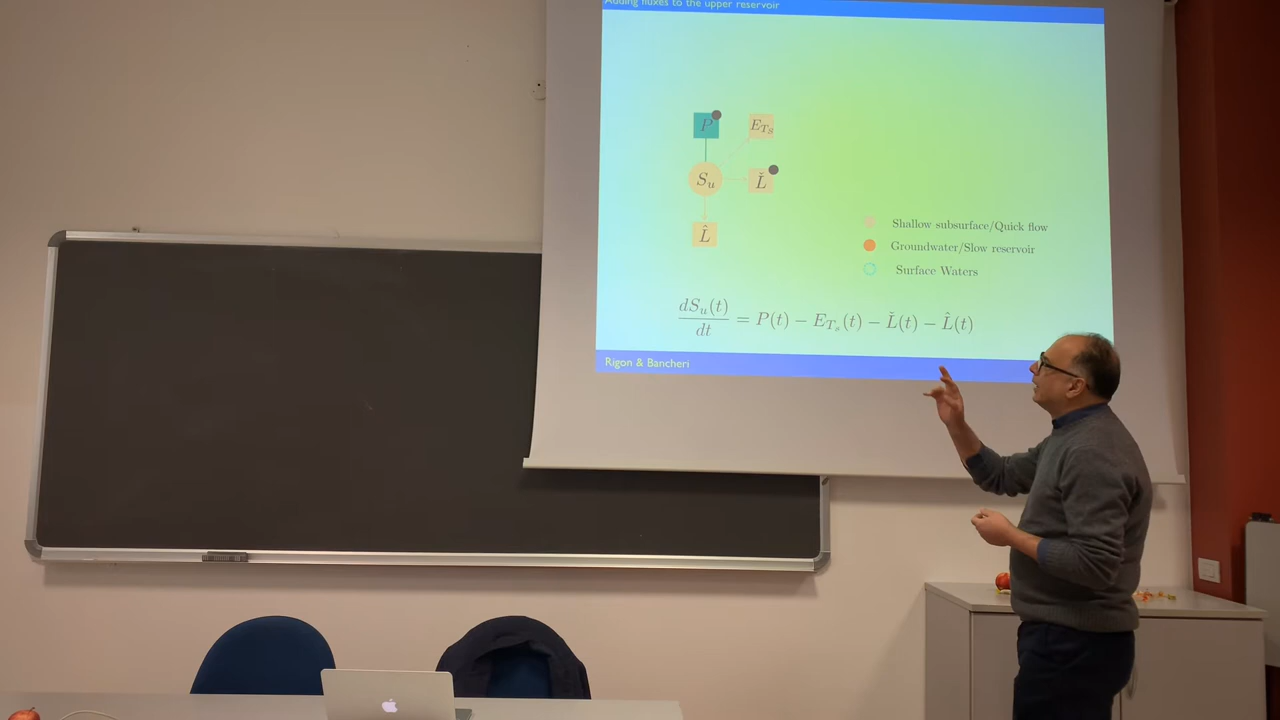 Adding fluxes to the upper reservoir
P
E_{T_s}
S_u
Ľ
L̂
Shallow subsurface/Quick flow
Groundwater/Slow reservoir
Surface Waters
dS_u(t)/dt = P(t) − E_{T_s}(t) − Ľ(t) − L̂(t)
Rigon & Bancheri